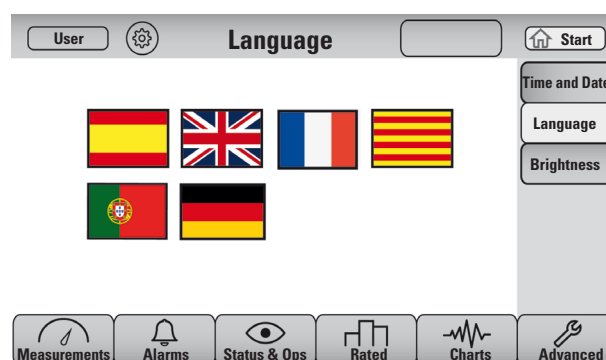 User
Language
Start
Time and Date
Language
Brightness
Measurements
Alarms
Status & Ops
Rated
Charts
Advanced